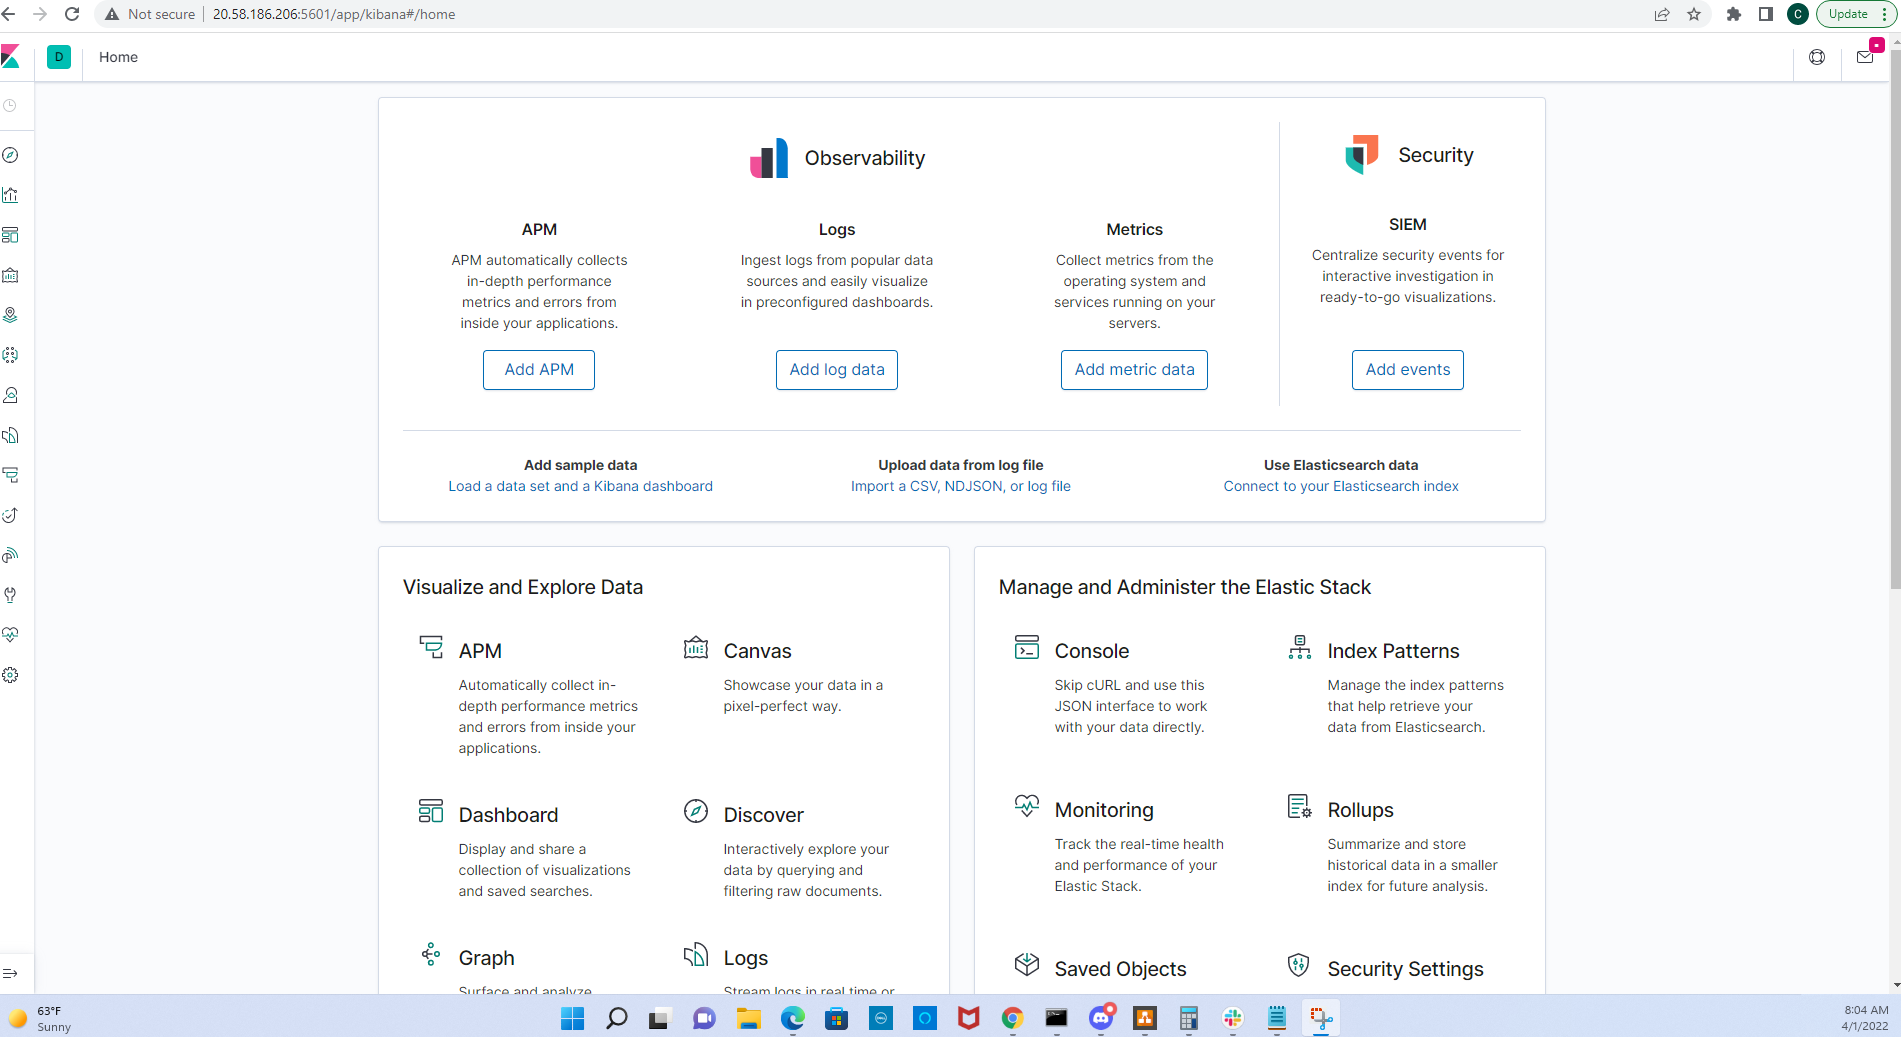 Not secure
20.58.186.206:5601/app/kibana#/home
C
Update
D
Home
Observability
Security
APM
APM automatically collects
in-depth performance
metrics and errors from
inside your applications.
Add APM
Logs
Ingest logs from popular data
sources and easily visualize
in preconfigured dashboards.
Add log data
Metrics
Collect metrics from the
operating system and
services running on your
servers.
Add metric data
SIEM
Centralize security events for
interactive investigation in
ready-to-go visualizations.
Add events
Add sample data
Load a data set and a Kibana dashboard
Upload data from log file
Import a CSV, NDJSON, or log file
Use Elasticsearch data
Connect to your Elasticsearch index
Visualize and Explore Data
APM
Automatically collect in-
depth performance metrics
and errors from inside your
applications.
Canvas
Showcase your data in a
pixel-perfect way.
Dashboard
Display and share a
collection of visualizations
and saved searches.
Discover
Interactively explore your
data by querying and
filtering raw documents.
Graph
Surface and analyze
Logs
Stream logs in real time or
Manage and Administer the Elastic Stack
Console
Skip cURL and use this
JSON interface to work
with your data directly.
Index Patterns
Manage the index patterns
that help retrieve your
data from Elasticsearch.
Monitoring
Track the real-time health
and performance of your
Elastic Stack.
Rollups
Summarize and store
historical data in a smaller
index for future analysis.
Saved Objects
Security Settings
63°F
Sunny
8:04 AM
4/1/2022